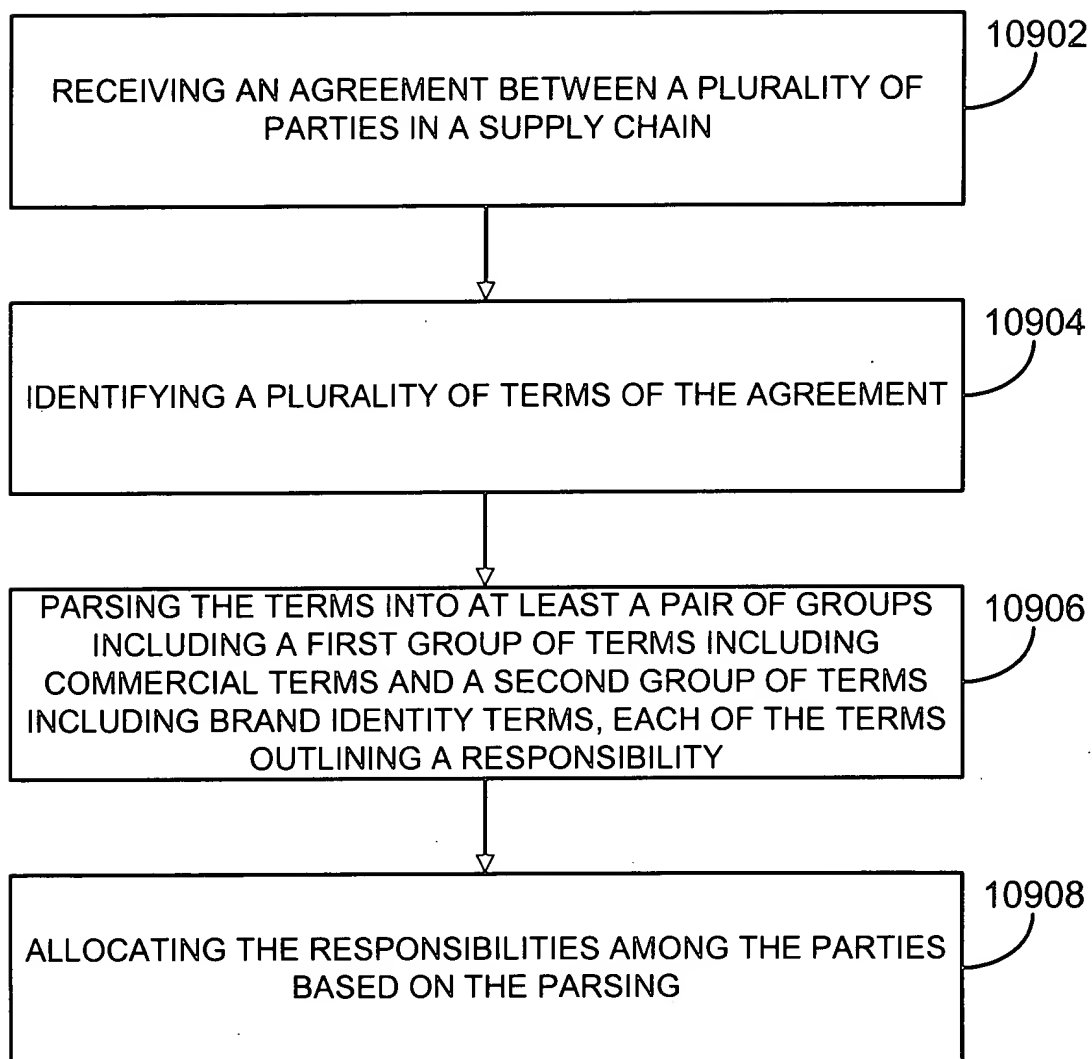 10902
RECEIVING AN AGREEMENT BETWEEN A PLURALITY OF
PARTIES IN A SUPPLY CHAIN
10904
IDENTIFYING A PLURALITY OF TERMS OF THE AGREEMENT
10906
PARSING THE TERMS INTO AT LEAST A PAIR OF GROUPS
INCLUDING A FIRST GROUP OF TERMS INCLUDING
COMMERCIAL TERMS AND A SECOND GROUP OF TERMS
INCLUDING BRAND IDENTITY TERMS, EACH OF THE TERMS
OUTLINING A RESPONSIBILITY
10908
ALLOCATING THE RESPONSIBILITIES AMONG THE PARTIES
BASED ON THE PARSING